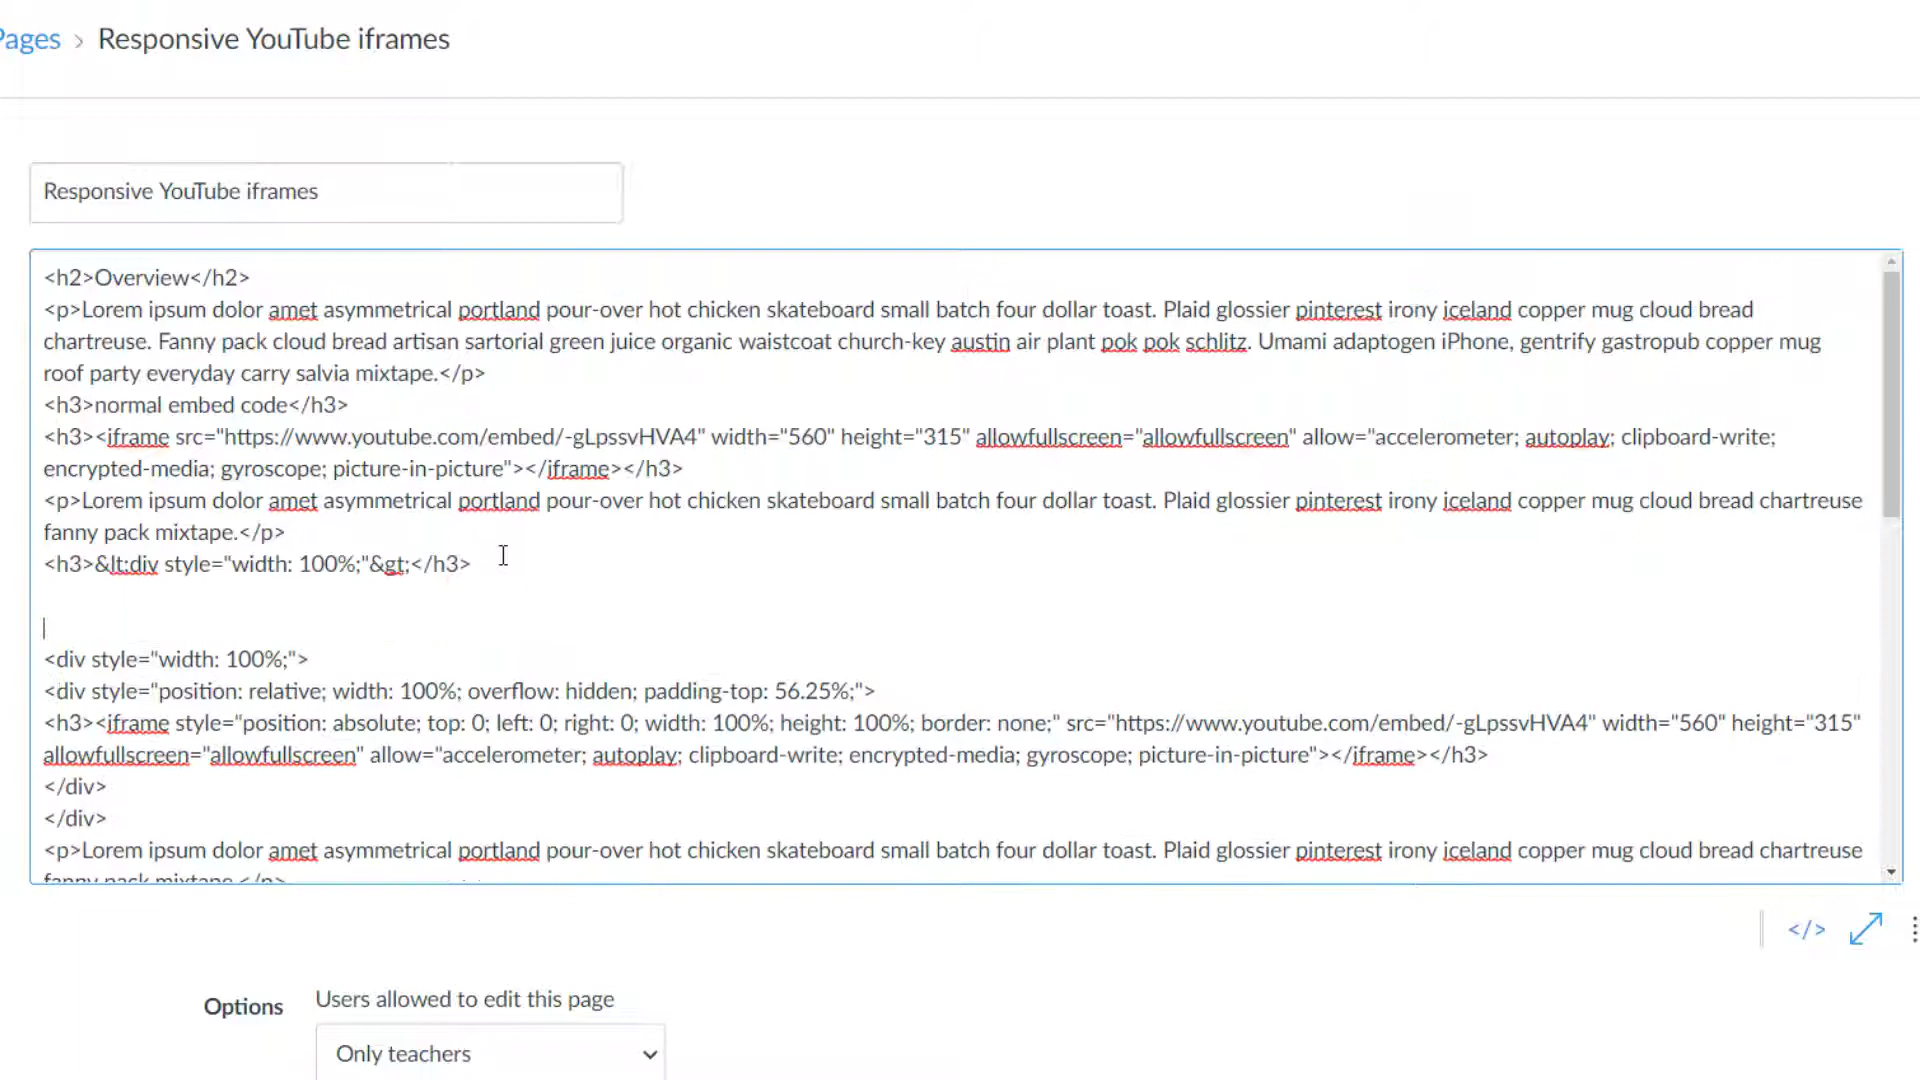 Pages > Responsive YouTube iframes
Responsive YouTube iframes
<h2>Overview</h2>
<p>Lorem ipsum dolor amet asymmetrical portland pour-over hot chicken skateboard small batch four dollar toast. Plaid glossier pinterest irony iceland copper mug cloud bread
chartreuse. Fanny pack cloud bread artisan sartorial green juice organic waistcoat church-key austin air plant pok pok schlitz. Umami adaptogen iPhone, gentrify gastropub copper mug
roof party everyday carry salvia mixtape.</p>
<h3>normal embed code</h3>
<h3><iframe src="https://www.youtube.com/embed/-gLpssvHVA4" width="560" height="315" allowfullscreen="allowfullscreen" allow="accelerometer; autoplay; clipboard-write;
encrypted-media; gyroscope; picture-in-picture"></iframe></h3>
<p>Lorem ipsum dolor amet asymmetrical portland pour-over hot chicken skateboard small batch four dollar toast. Plaid glossier pinterest irony iceland copper mug cloud bread chartreuse
fanny pack mixtape.</p>
<h3>&lt;div style="width: 100%;"&gt;</h3>
<div style="width: 100%;">
<div style="position: relative; width: 100%; overflow: hidden; padding-top: 56.25%;">
<h3><iframe style="position: absolute; top: 0; left: 0; right: 0; width: 100%; height: 100%; border: none;" src="https://www.youtube.com/embed/-gLpssvHVA4" width="560" height="315"
allowfullscreen="allowfullscreen" allow="accelerometer; autoplay; clipboard-write; encrypted-media; gyroscope; picture-in-picture"></iframe></h3>
</div>
</div>
<p>Lorem ipsum dolor amet asymmetrical portland pour-over hot chicken skateboard small batch four dollar toast. Plaid glossier pinterest irony iceland copper mug cloud bread chartreuse
fanny pack mixtape.</p>
</>
Options
Users allowed to edit this page
Only teachers